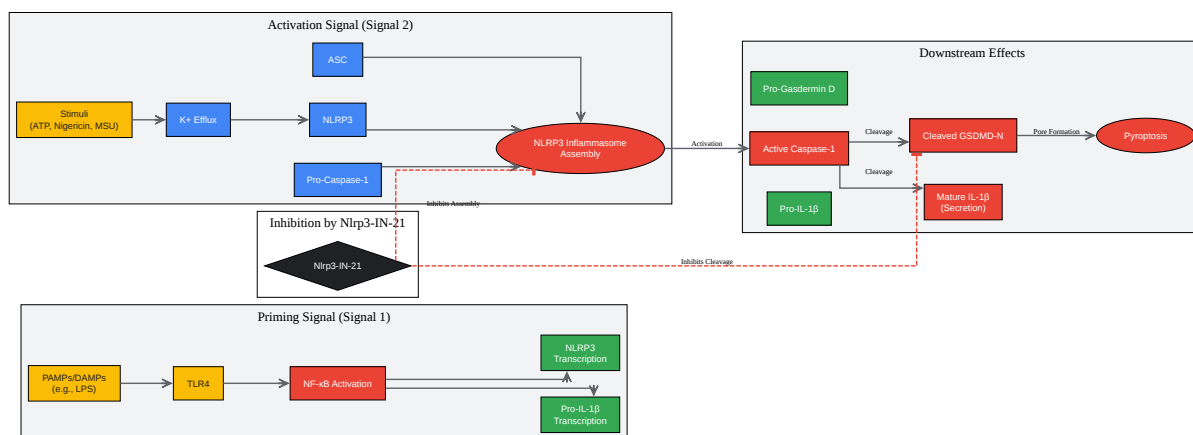 Activation Signal (Signal 2)
ASC
Stimuli
(ATP, Nigericin, MSU)
K+ Efflux
NLRP3
Pro-Caspase-1
NLRP3 Inflammasome
Assembly
Activation
Inhibits Assembly
Downstream Effects
Pro-Gasdermin D
Active Caspase-1
Cleavage
Cleaved GSDMD-N
Pore Formation
Pyroptosis
Cleavage
Pro-IL-1β
Mature IL-1β
(Secretion)
Inhibition by Nlrp3-IN-21
Nlrp3-IN-21
Inhibits Cleavage
Priming Signal (Signal 1)
PAMPs/DAMPs
(e.g., LPS)
TLR4
NF-κB Activation
NLRP3
Transcription
Pro-IL-1β
Transcription